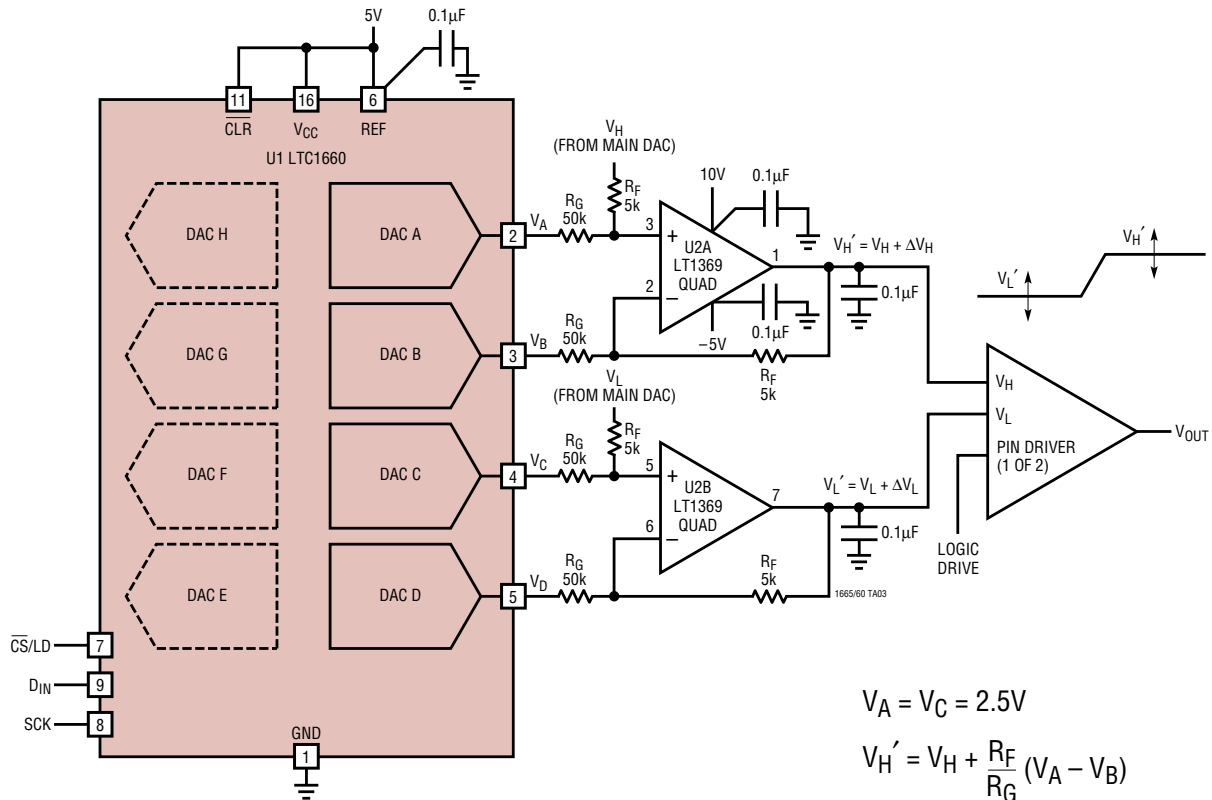 5V
0.1µF
11
16
6
CLR
VCC
REF
U1 LTC1660
DAC H
DAC A
DAC G
DAC B
DAC F
DAC C
DAC E
DAC D
2
3
4
5
CS/LD
7
DIN
9
SCK
8
GND
1
VA
RG
50k
VH
(FROM MAIN DAC)
RF
5k
3
+
10V
0.1µF
U2A
LT1369
QUAD
1
2
–
–5V
0.1µF
VB
RG
50k
RF
5k
VH′ = VH + ∆VH
0.1µF
VL
(FROM MAIN DAC)
RF
5k
VC
RG
50k
5
+
U2B
LT1369
QUAD
7
6
–
VD
RG
50k
RF
5k
VL′ = VL + ∆VL
0.1µF
1665/60 TA03
VL′
VH′
VH
VL
PIN DRIVER
(1 OF 2)
VOUT
LOGIC
DRIVE
VA = VC = 2.5V
VH′ = VH + RF/RG (VA – VB)